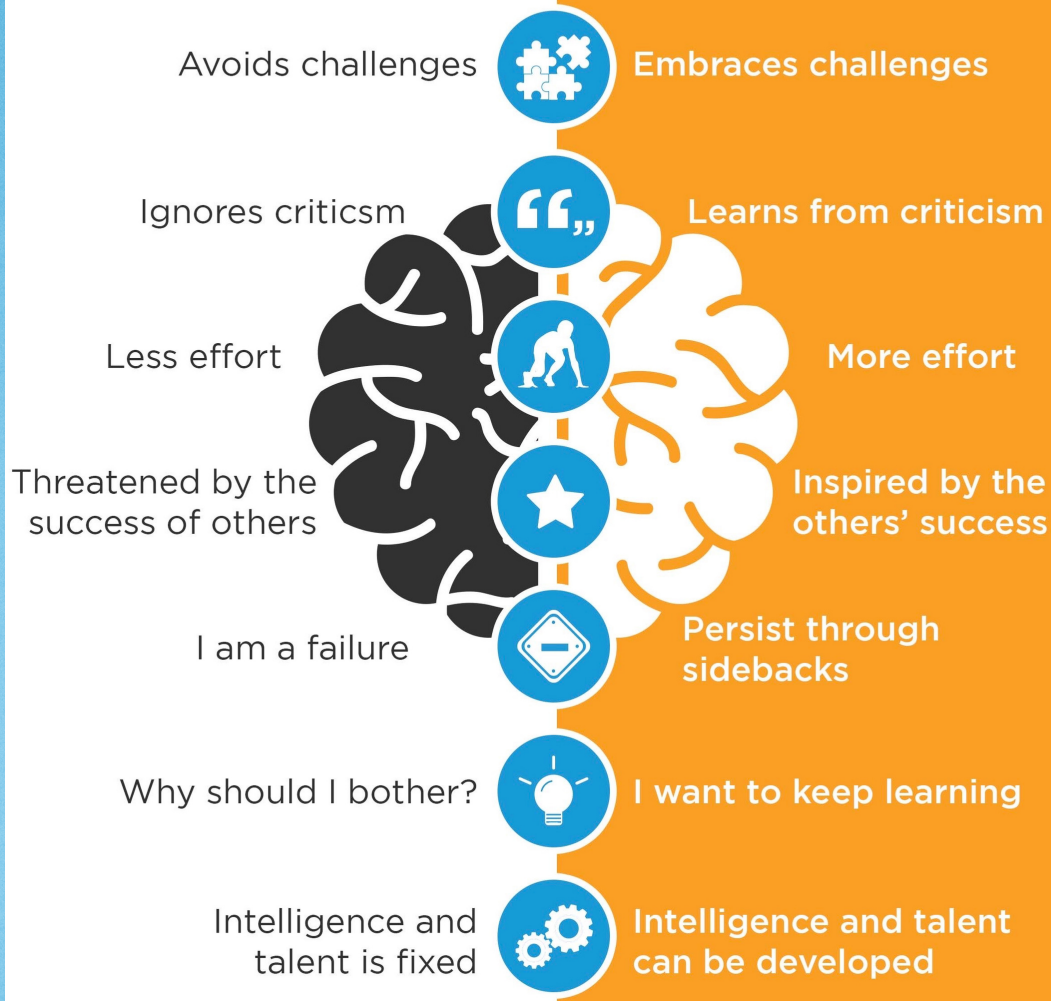 Avoids challenges
Embraces challenges
Ignores criticsm
Learns from criticism
Less effort
More effort
Threatened by the
success of others
Inspired by the
others’ success
I am a failure
Persist through
sidebacks
Why should I bother?
I want to keep learning
Intelligence and
talent is fixed
Intelligence and talent
can be developed